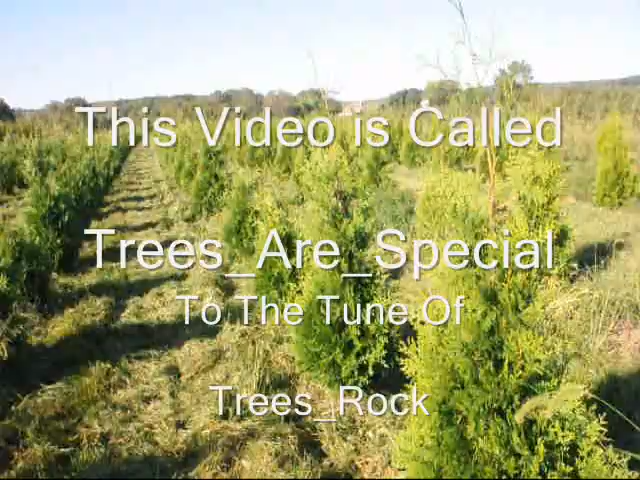 This Video is Called
Trees_Are_Special
To The Tune Of
Trees_Rock